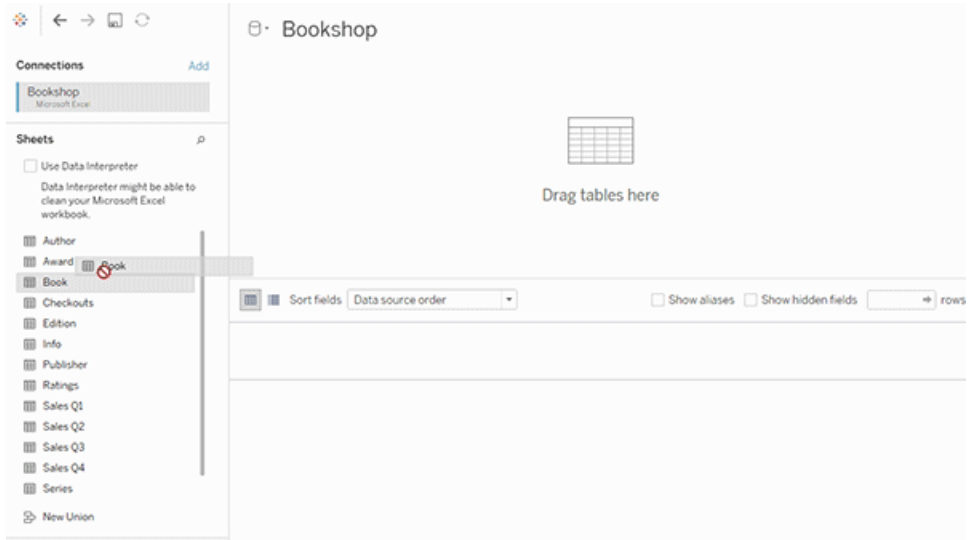 Bookshop
Connections
Add
Bookshop
Microsoft Excel
Sheets
Use Data Interpreter
Data Interpreter might be able to
clean your Microsoft Excel
workbook.
Author
Award
Book
Book
Checkouts
Edition
Info
Publisher
Ratings
Sales Q1
Sales Q2
Sales Q3
Sales Q4
Series
New Union
Drag tables here
Sort fields
Data source order
Show aliases
Show hidden fields
rows